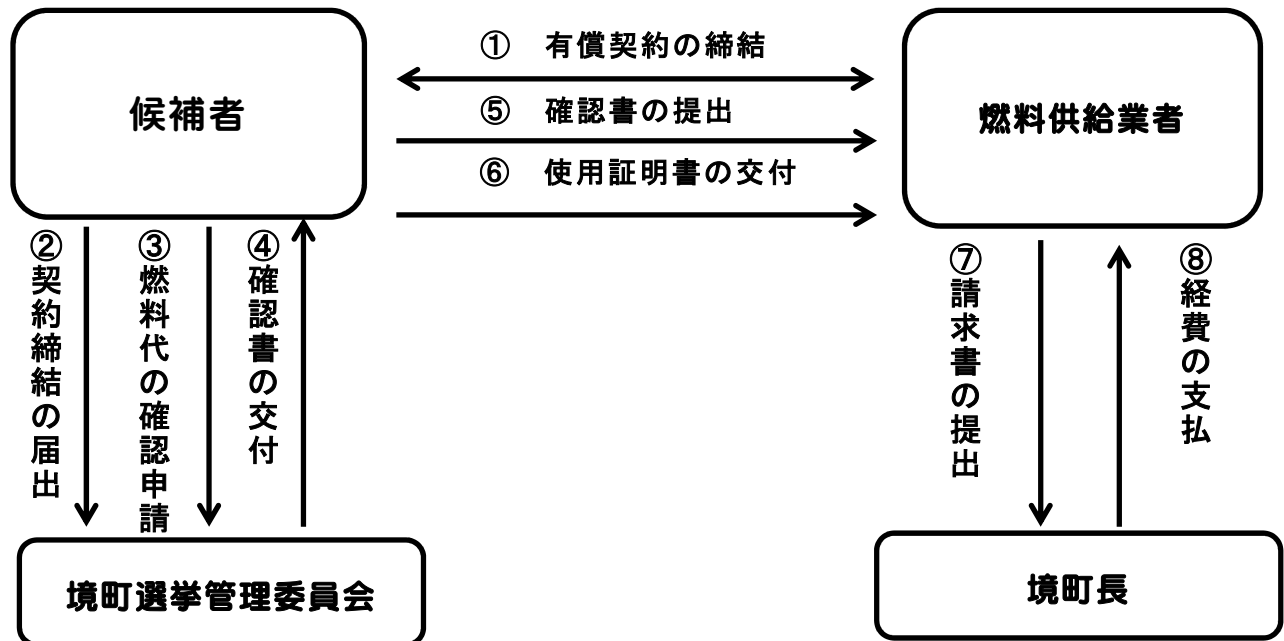 候補者
① 有償契約の締結
⑤ 確認書の提出
⑥ 使用証明書の交付
燃料供給業者
②契約締結の届出
③燃料代の確認申請
④確認書の交付
⑦請求書の提出
⑧経費の支払
境町選挙管理委員会
境町長